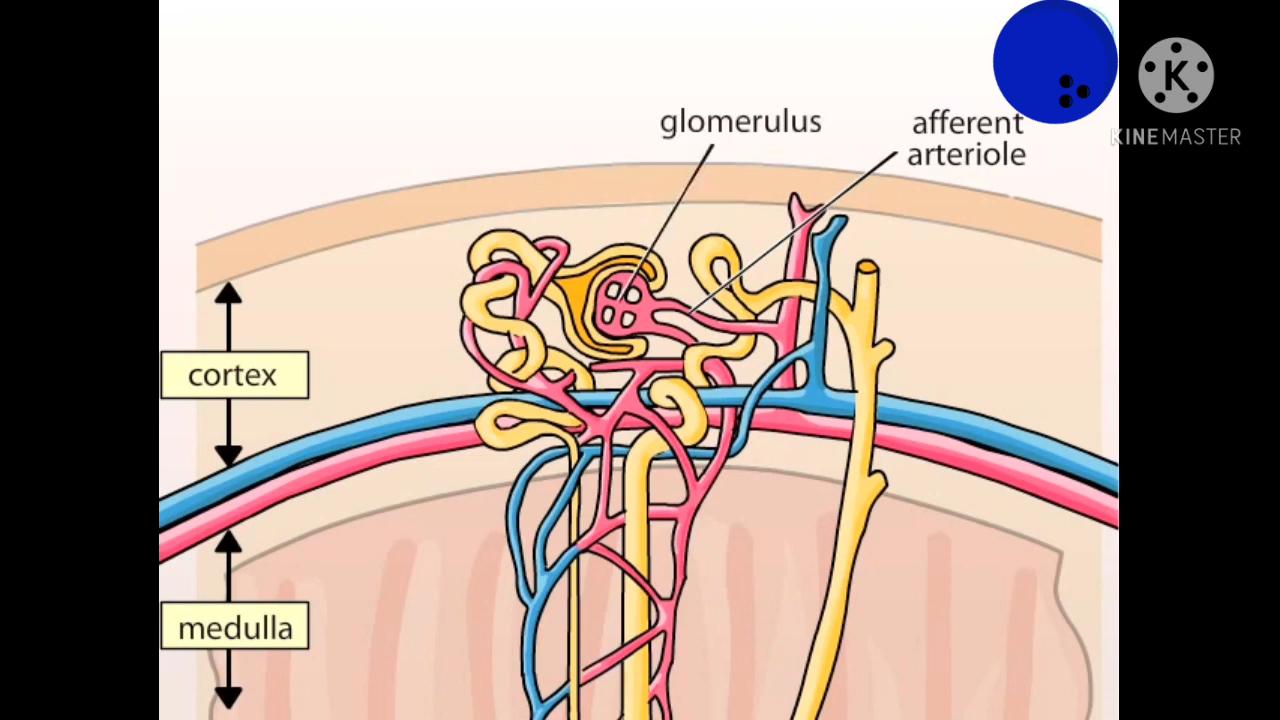 glomerulus
afferent
arteriole
K
KINEMASTER
cortex
medulla